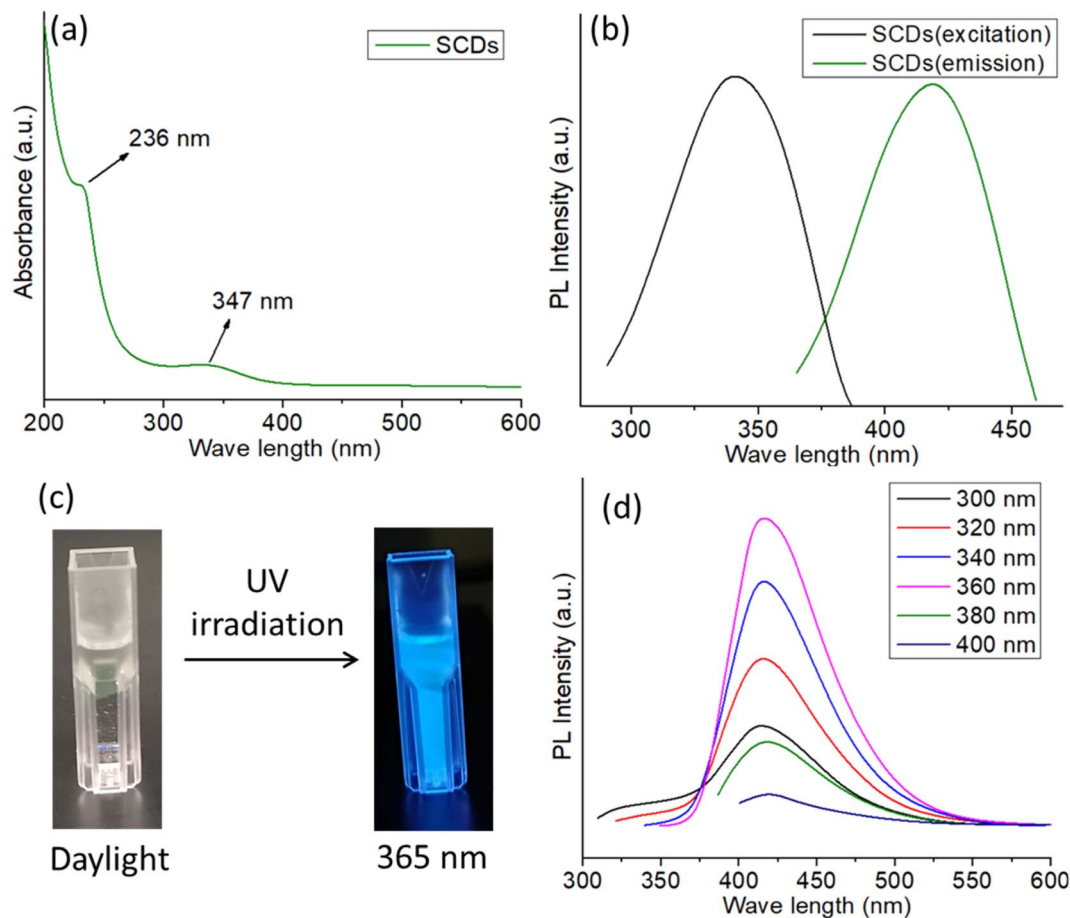 (a)
SCDs
236 nm
347 nm
Absorbance (a.u.)
200 300 400 500 600
Wave length (nm)
(b)
SCDs(excitation)
SCDs(emission)
PL Intensity (a.u.)
300 350 400 450
Wave length (nm)
(c)
UV
irradiation
Daylight
365 nm
(d)
300 nm
320 nm
340 nm
360 nm
380 nm
400 nm
PL Intensity (a.u.)
300 350 400 450 500 550 600
Wave length (nm)